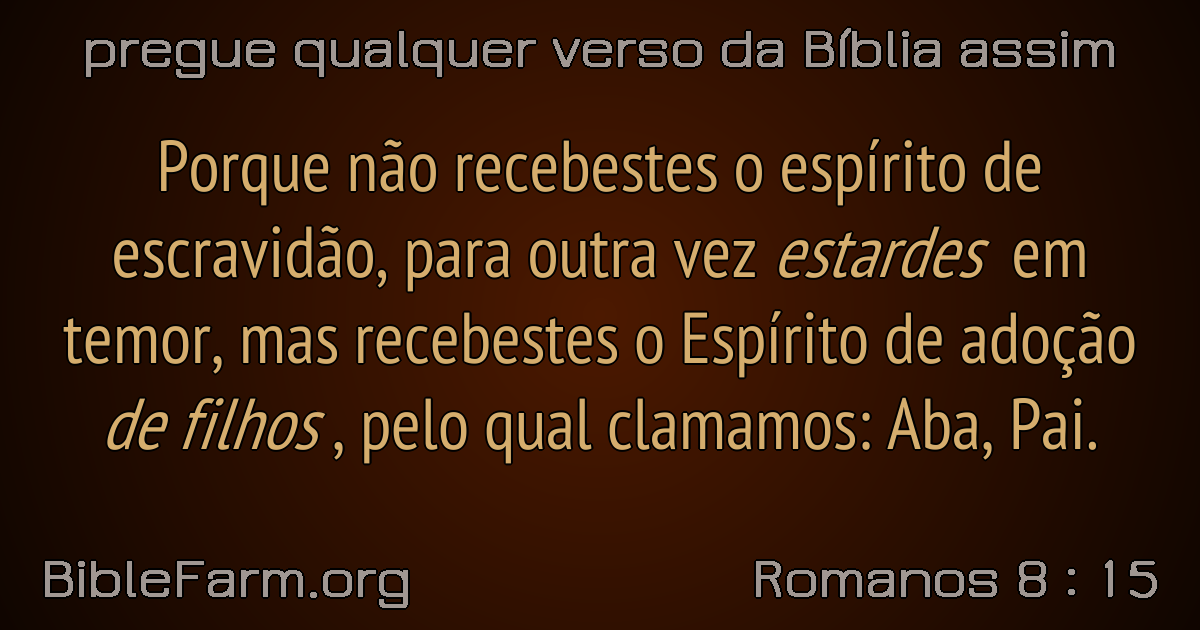 pregue qualquer verso da Bíblia assim
Porque não recebestes o espírito de
escravidão, para outra vez estardes em
temor, mas recebestes o Espírito de adoção
de filhos , pelo qual clamamos: Aba, Pai.
BibleFarm.org
Romanos 8 : 15